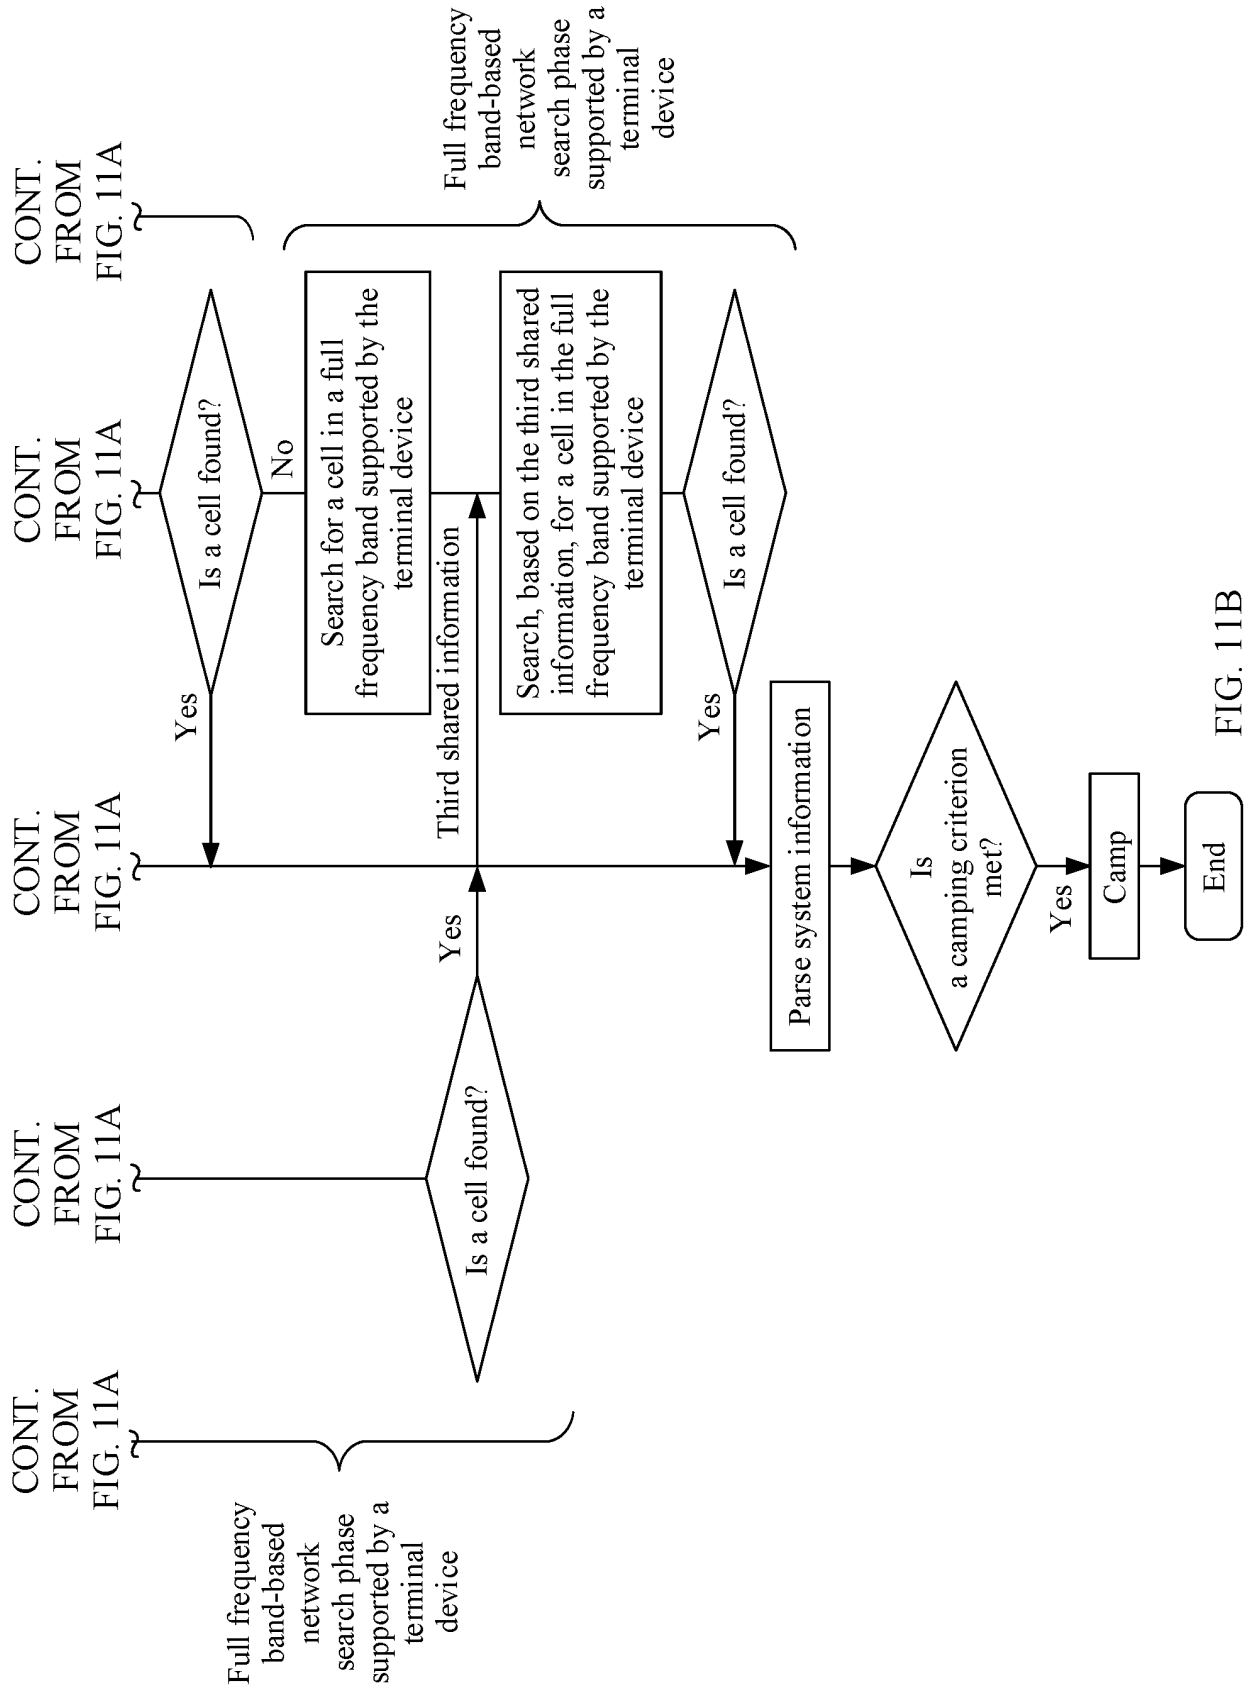 CONT.
FROM
FIG. 11A
CONT.
FROM
FIG. 11A
CONT.
FROM
FIG. 11A
CONT.
FROM
FIG. 11A
CONT.
FROM
FIG. 11A
Full frequency
band-based
network
search phase
supported by a
terminal
device
Is a cell found?
Yes
Is a cell found?
Yes
No
Search for a cell in a full
frequency band supported by the
terminal device
Third shared information
Search, based on the third shared
information, for a cell in the full
frequency band supported by the
terminal device
Is a cell found?
Yes
Full frequency
band-based
network
search phase
supported by a
terminal
device
Parse system information
Is
a camping criterion
met?
Yes
Camp
End
FIG. 11B